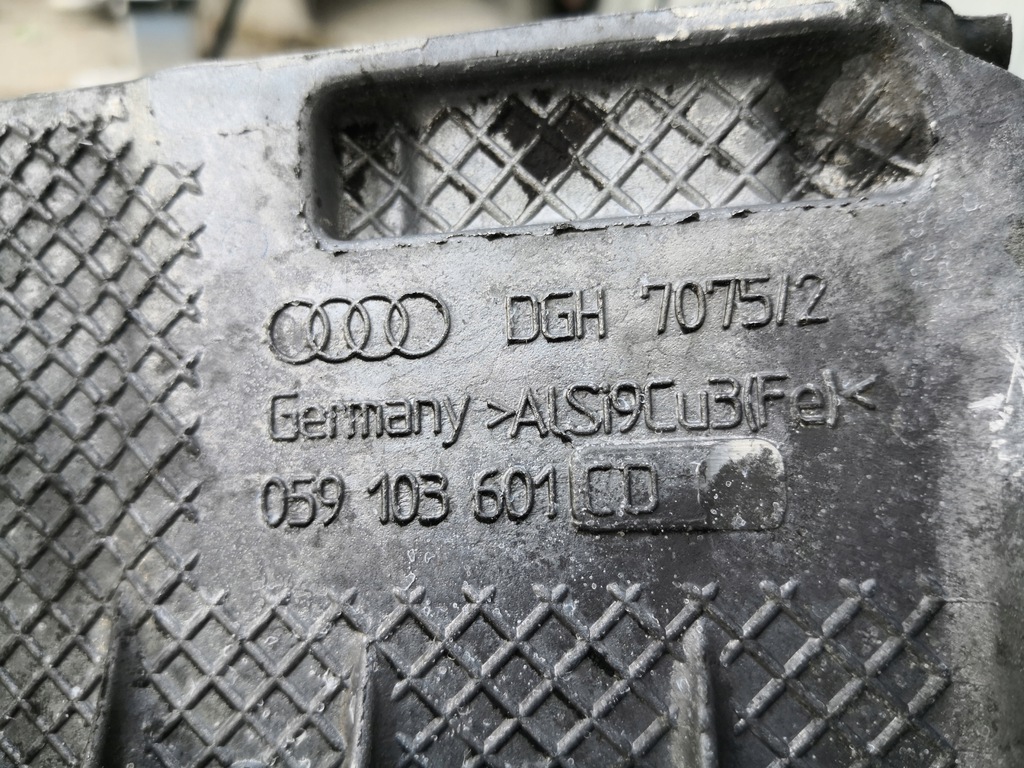 DGH 7075/2
Germany >AlSi9Cu3(Fe)<
059 103 601 CD